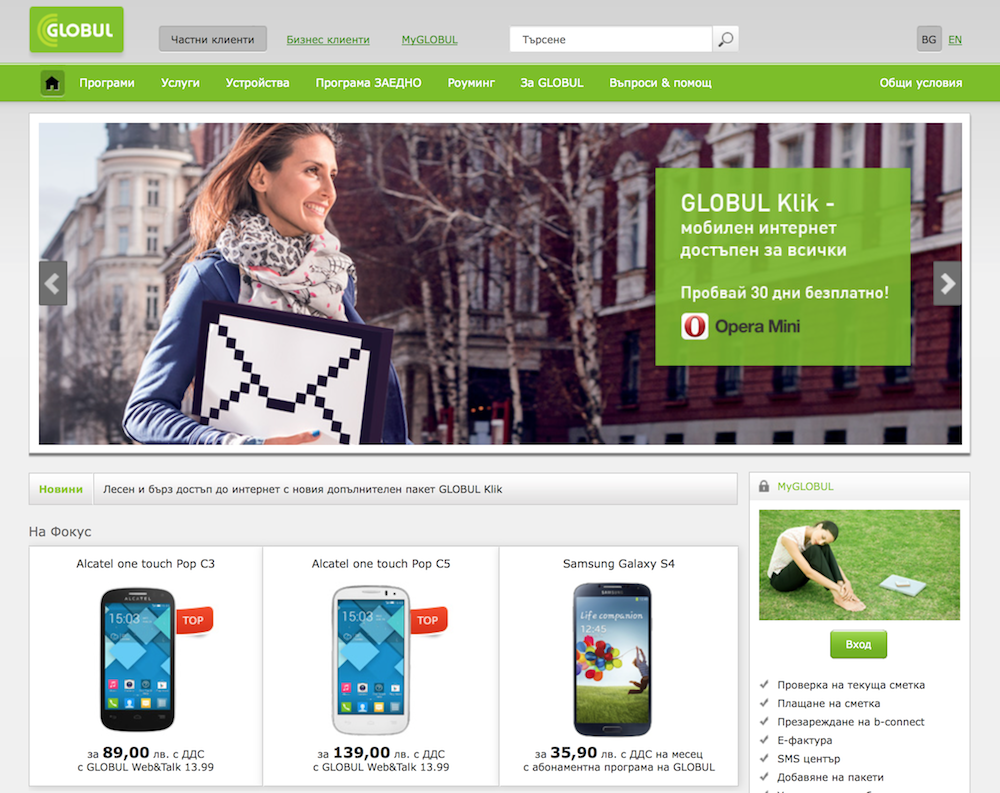 GLOBUL
Частни клиенти
Бизнес клиенти
MyGLOBUL
Търсене
BG
EN
Програми
Услуги
Устройства
Програма ЗАЕДНО
Роуминг
За GLOBUL
Въпроси & помощ
Общи условия
GLOBUL Klik -
мобилен интернет
достъпен за всички
Пробвай 30 дни безплатно!
Opera Mini
Новини
Лесен и бърз достъп до интернет с новия допълнителен пакет GLOBUL Klik
MyGLOBUL
На Фокус
Alcatel one touch Pop C3
ALCATEL
15:03
TOP
за 89,00 лв. с ДДС
с GLOBUL Web&Talk 13.99
Alcatel one touch Pop C5
15:03
TOP
за 139,00 лв. с ДДС
с GLOBUL Web&Talk 13.99
Samsung Galaxy S4
SAMSUNG
Life companion
12:45
за 35,90 лв. с ДДС на месец
с абонаментна програма на GLOBUL
Вход
Проверка на текуща сметка
Плащане на сметка
Презареждане на b-connect
Е-фактура
SMS център
Добавяне на пакети